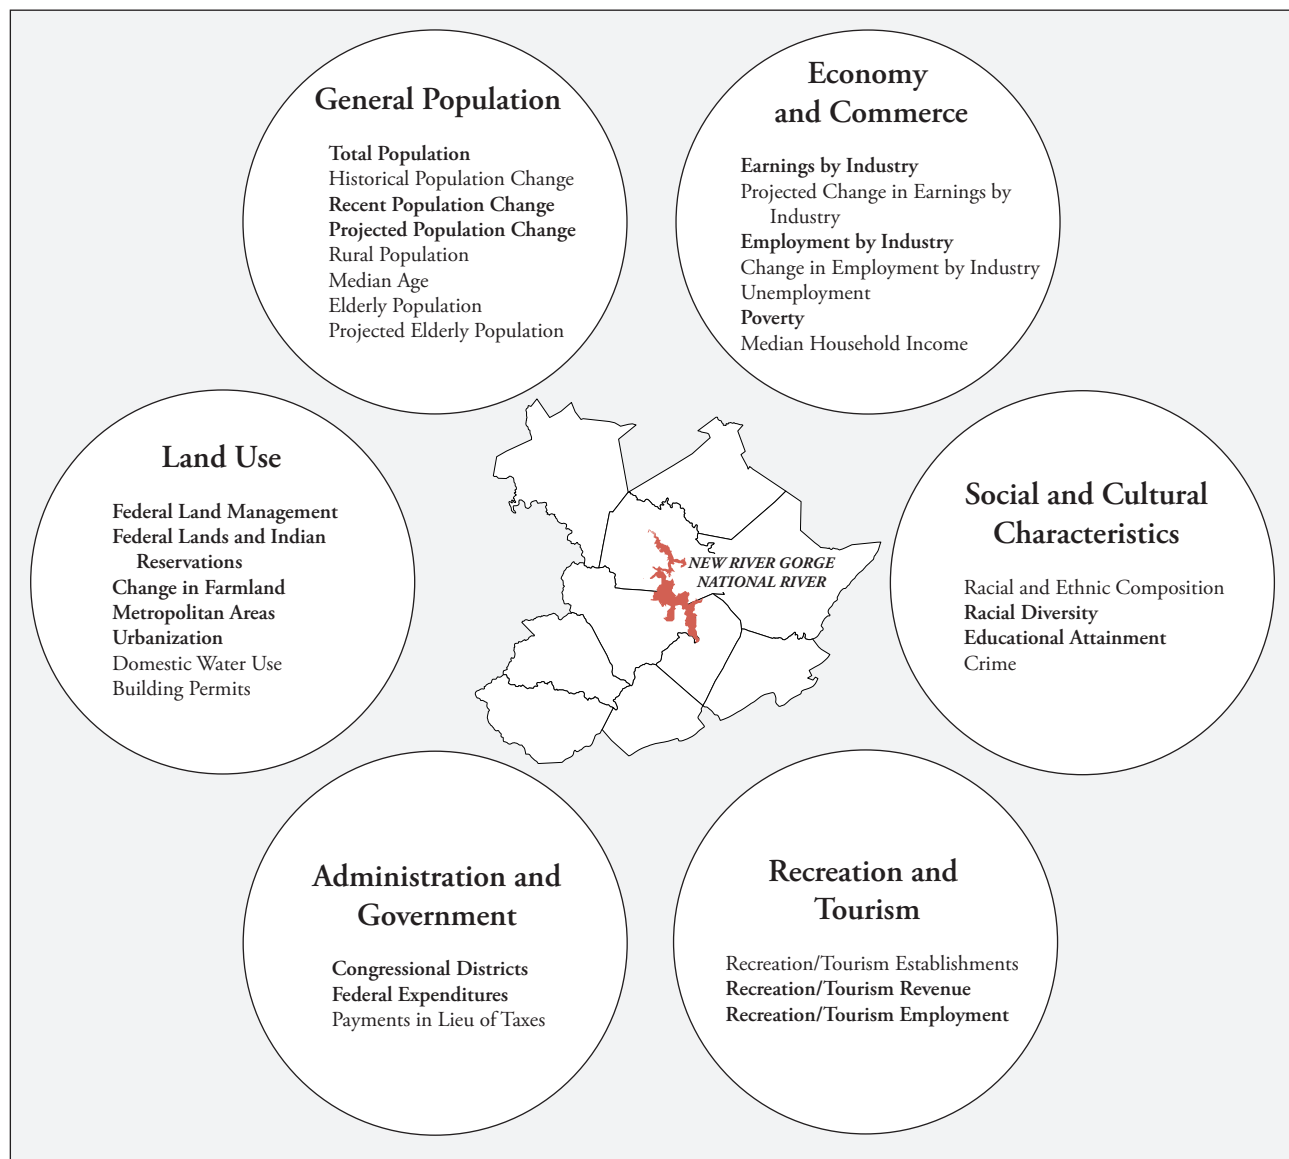 General Population
Total Population
Historical Population Change
Recent Population Change
Projected Population Change
Rural Population
Median Age
Elderly Population
Projected Elderly Population
Economy
and Commerce
Earnings by Industry
Projected Change in Earnings by
Industry
Employment by Industry
Change in Employment by Industry
Unemployment
Poverty
Median Household Income
Land Use
Federal Land Management
Federal Lands and Indian
Reservations
Change in Farmland
Metropolitan Areas
Urbanization
Domestic Water Use
Building Permits
NEW RIVER GORGE
NATIONAL RIVER
Social and Cultural
Characteristics
Racial and Ethnic Composition
Racial Diversity
Educational Attainment
Crime
Administration and
Government
Congressional Districts
Federal Expenditures
Payments in Lieu of Taxes
Recreation and
Tourism
Recreation/Tourism Establishments
Recreation/Tourism Revenue
Recreation/Tourism Employment